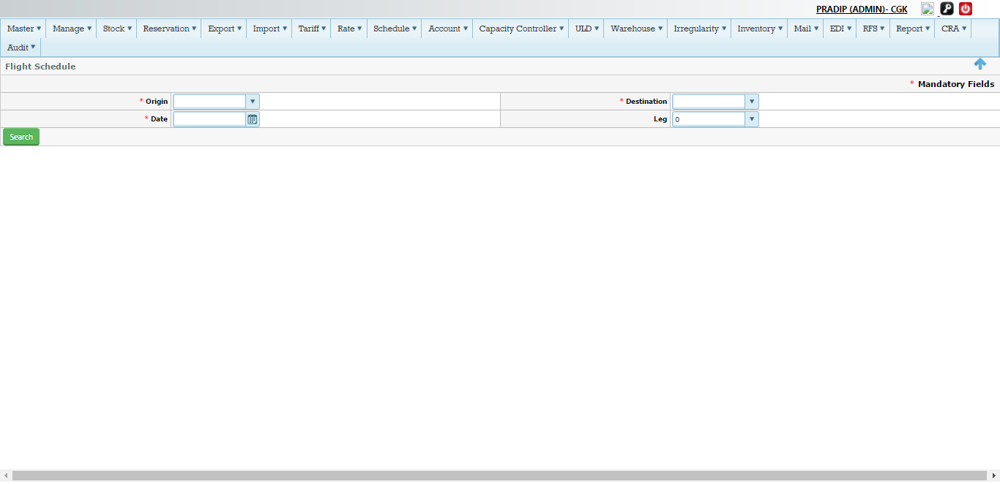 PRADIP (ADMIN)- CGK
Master Manage Stock Reservation Export Import Tariff Rate Schedule Account Capacity Controller ULD Warehouse Irregularity Inventory Mail EDI RFS Report CRA
Audit
Flight Schedule
* Mandatory Fields
* Origin * Destination
* Date Leg 0
Search